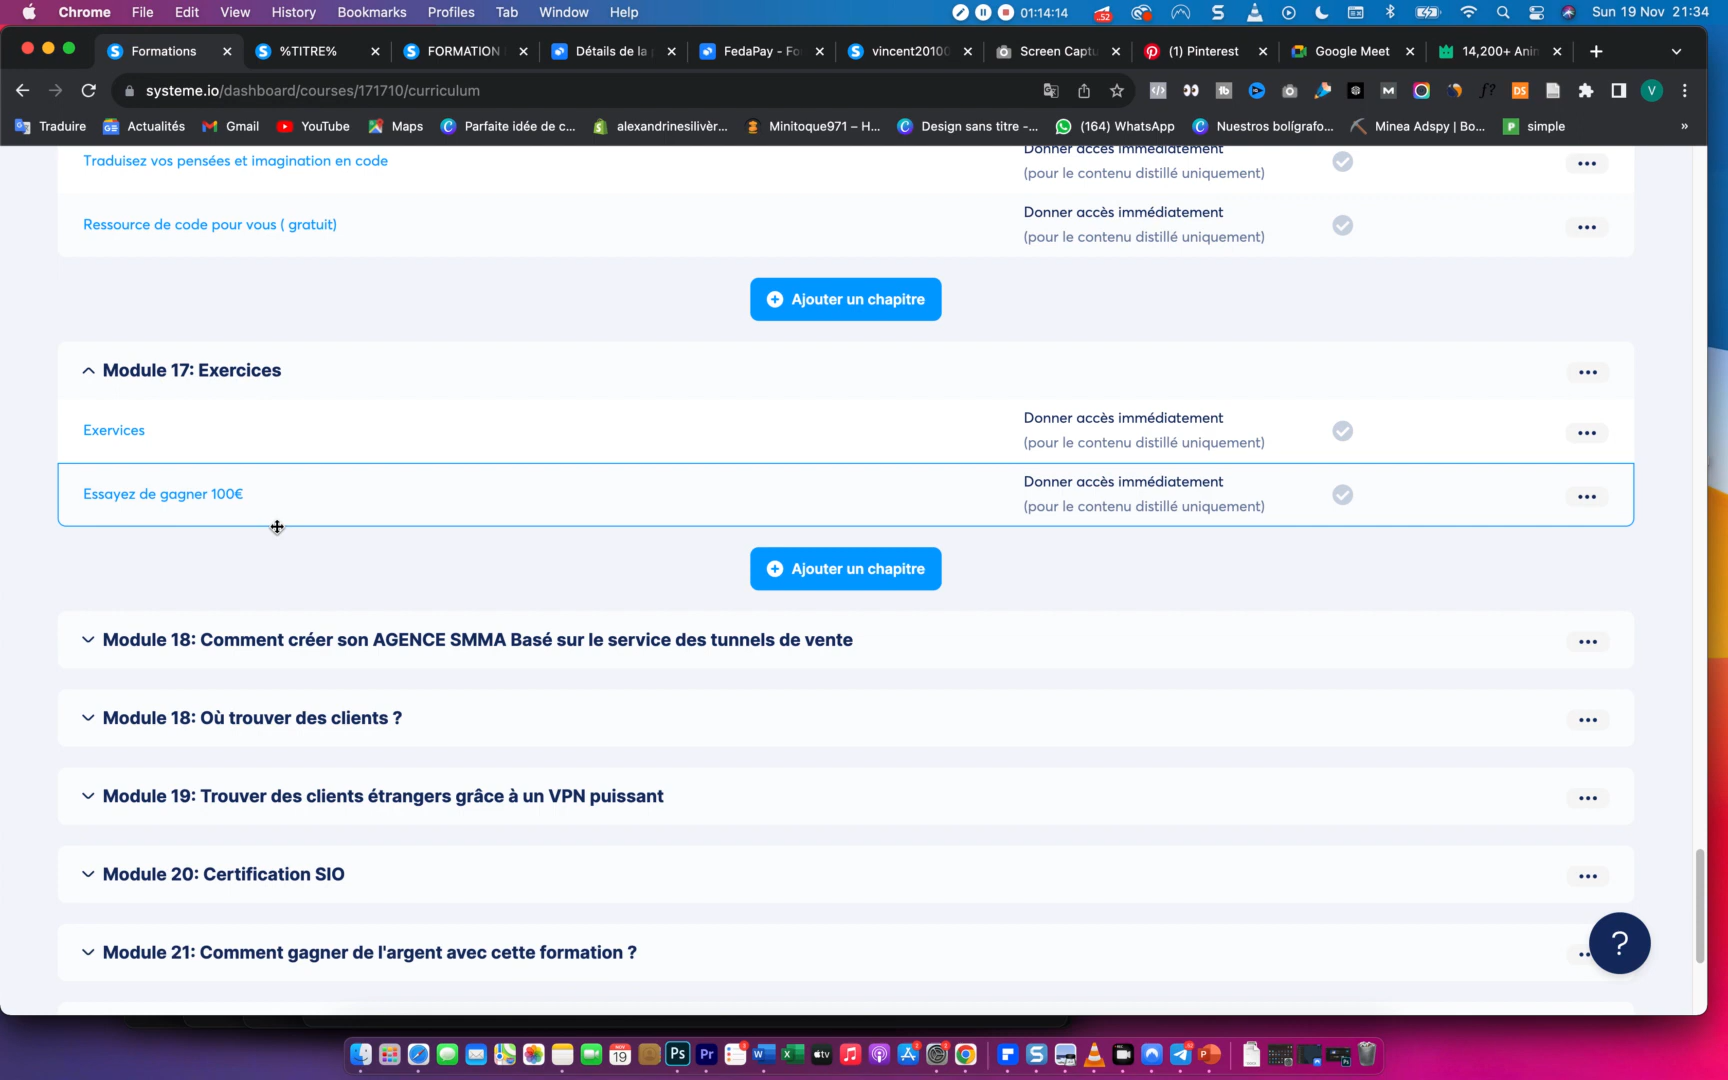 Chrome File Edit View History Bookmarks Profiles Tab Window Help 52 01:14:14 Sun 19 Nov 21:34
Formations %TITRE% FORMATION Détails de la FedaPay - Fo vincent20100 Screen Captu (1) Pinterest Google Meet 14,200+ Ani
systeme.io/dashboard/courses/171710/curriculum
Traduire Actualités Gmail YouTube Maps Parfaite idée de c... alexandrinesilivèr... Minitoque971 – H... Design sans titre -... (164) WhatsApp Nuestros bolígrafo... Minea Adspy | Bo... simple »
Donner accès immédiatement
Traduisez vos pensées et imagination en code
(pour le contenu distillé uniquement)
Donner accès immédiatement
Ressource de code pour vous ( gratuit)
(pour le contenu distillé uniquement)
Ajouter un chapitre
Module 17: Exercices
Donner accès immédiatement
Exervices
(pour le contenu distillé uniquement)
Donner accès immédiatement
Essayez de gagner 100€
(pour le contenu distillé uniquement)
Ajouter un chapitre
Module 18: Comment créer son AGENCE SMMA Basé sur le service des tunnels de vente
Module 18: Où trouver des clients ?
Module 19: Trouver des clients étrangers grâce à un VPN puissant
Module 20: Certification SIO
Module 21: Comment gagner de l'argent avec cette formation ?
?
NOV 19 Ps Pr tv